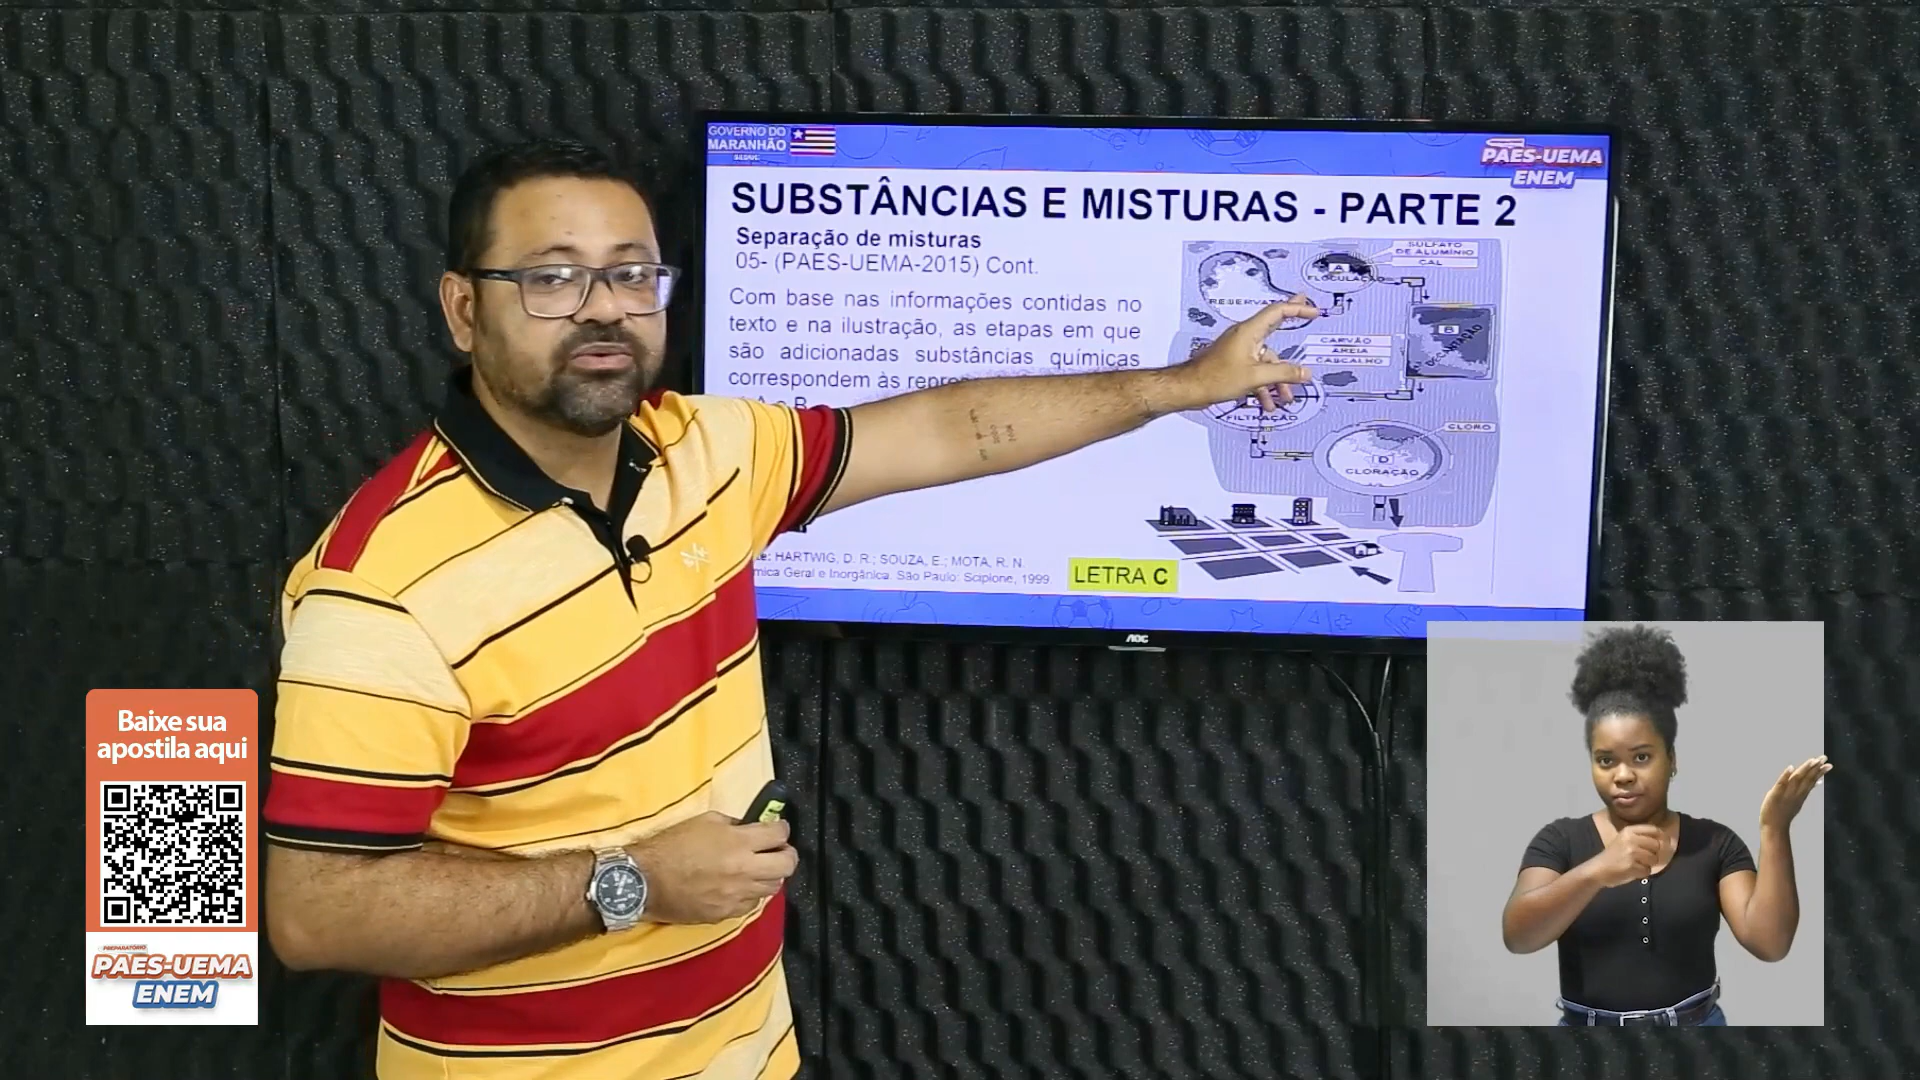 GOVERNO DO
MARANHÃO
PAES-UEMA
ENEM
SUBSTÂNCIAS E MISTURAS - PARTE 2
Separação de misturas
05- (PAES-UEMA-2015) Cont.
Com base nas informações contidas no
texto e na ilustração, as etapas em que
são adicionadas substâncias químicas
correspondem às
A e B
HARTWIG, D. R.; SOUZA, E.; MOTA, R. N.
Geral e Inorgânica. São Paulo: Scipione, 1999
LETRA C
SULFATO
DE ALUMÍNIO
CAL
A
FLOCULAÇÃO
B
DECANTAÇÃO
CARVÃO
AREIA
CASCALHO
FILTRAÇÃO
CLORO
D
CLORAÇÃO
AOC
Baixe sua
apostila aqui
PREPARATÓRIO
PAES-UEMA
ENEM